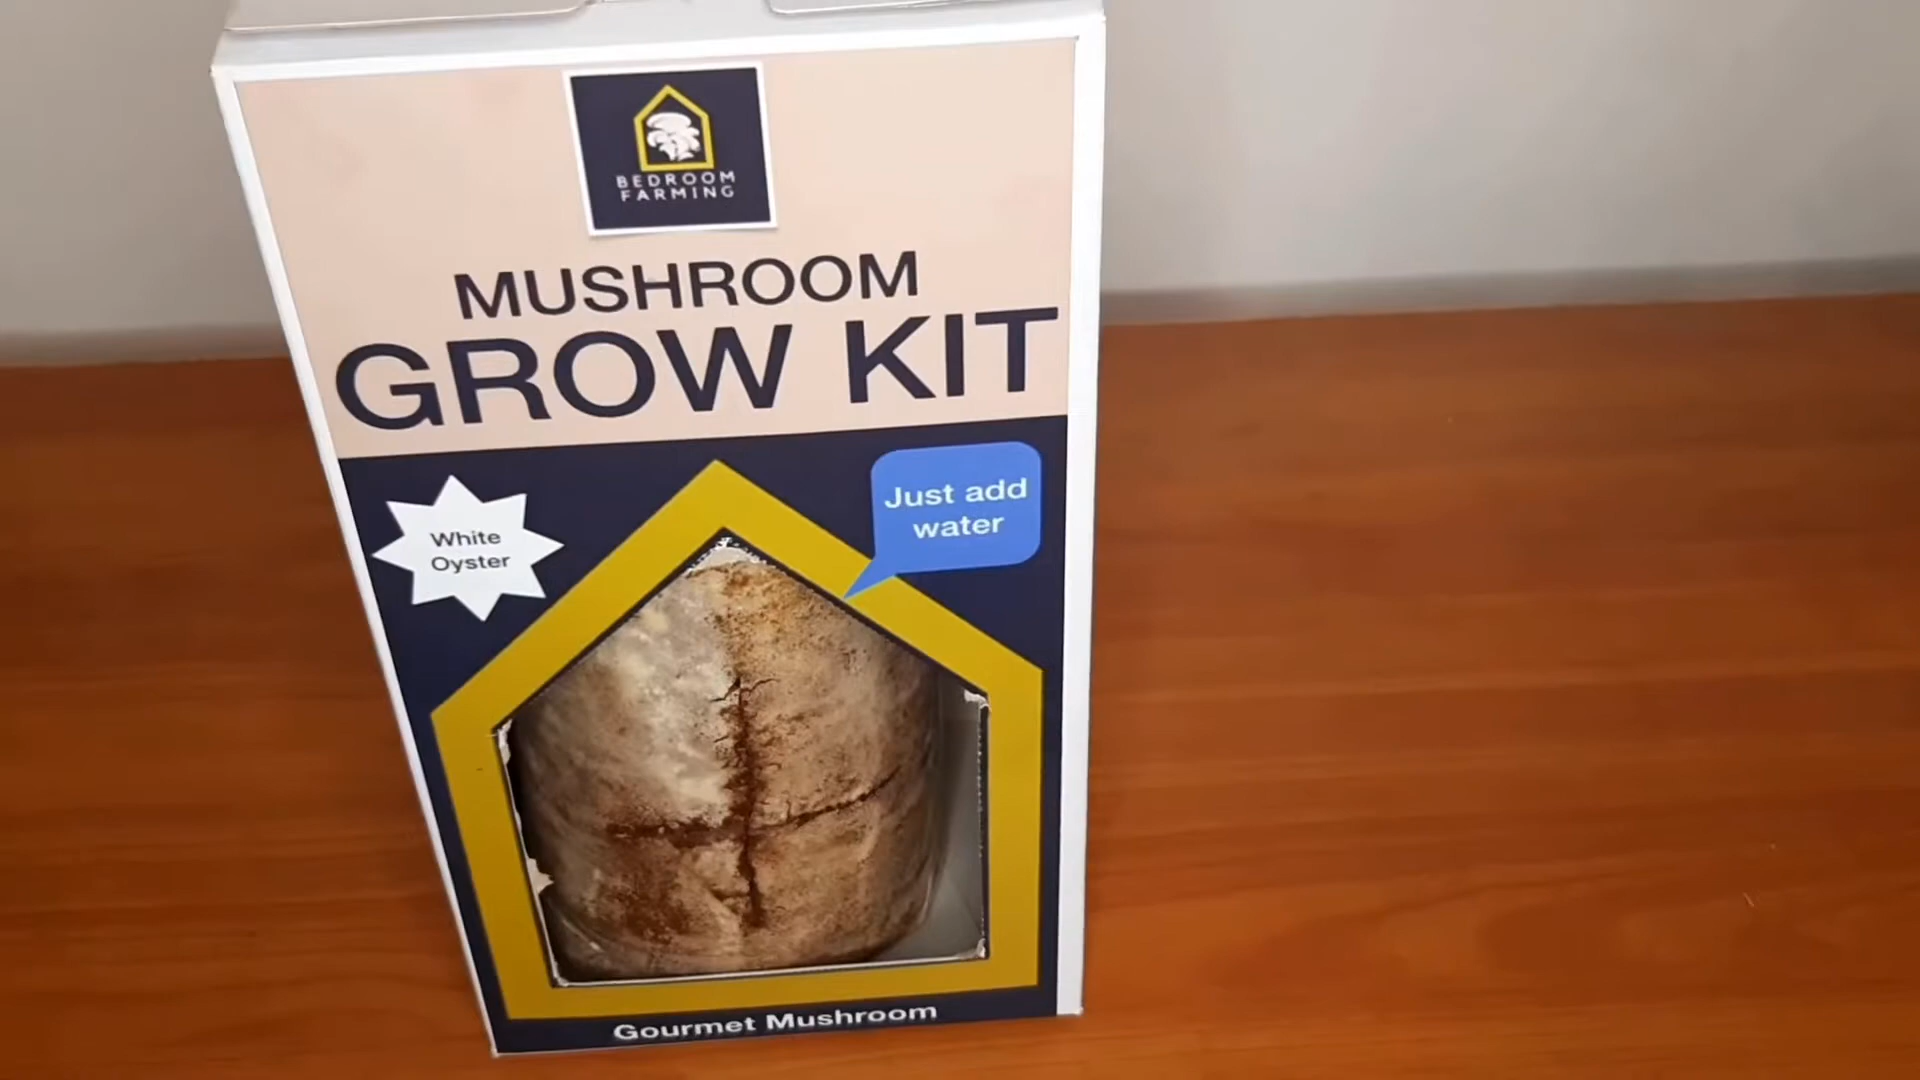 BEDROOM
FARMING
MUSHROOM
GROW KIT
White
Oyster
Just add
water
Gourmet Mushroom